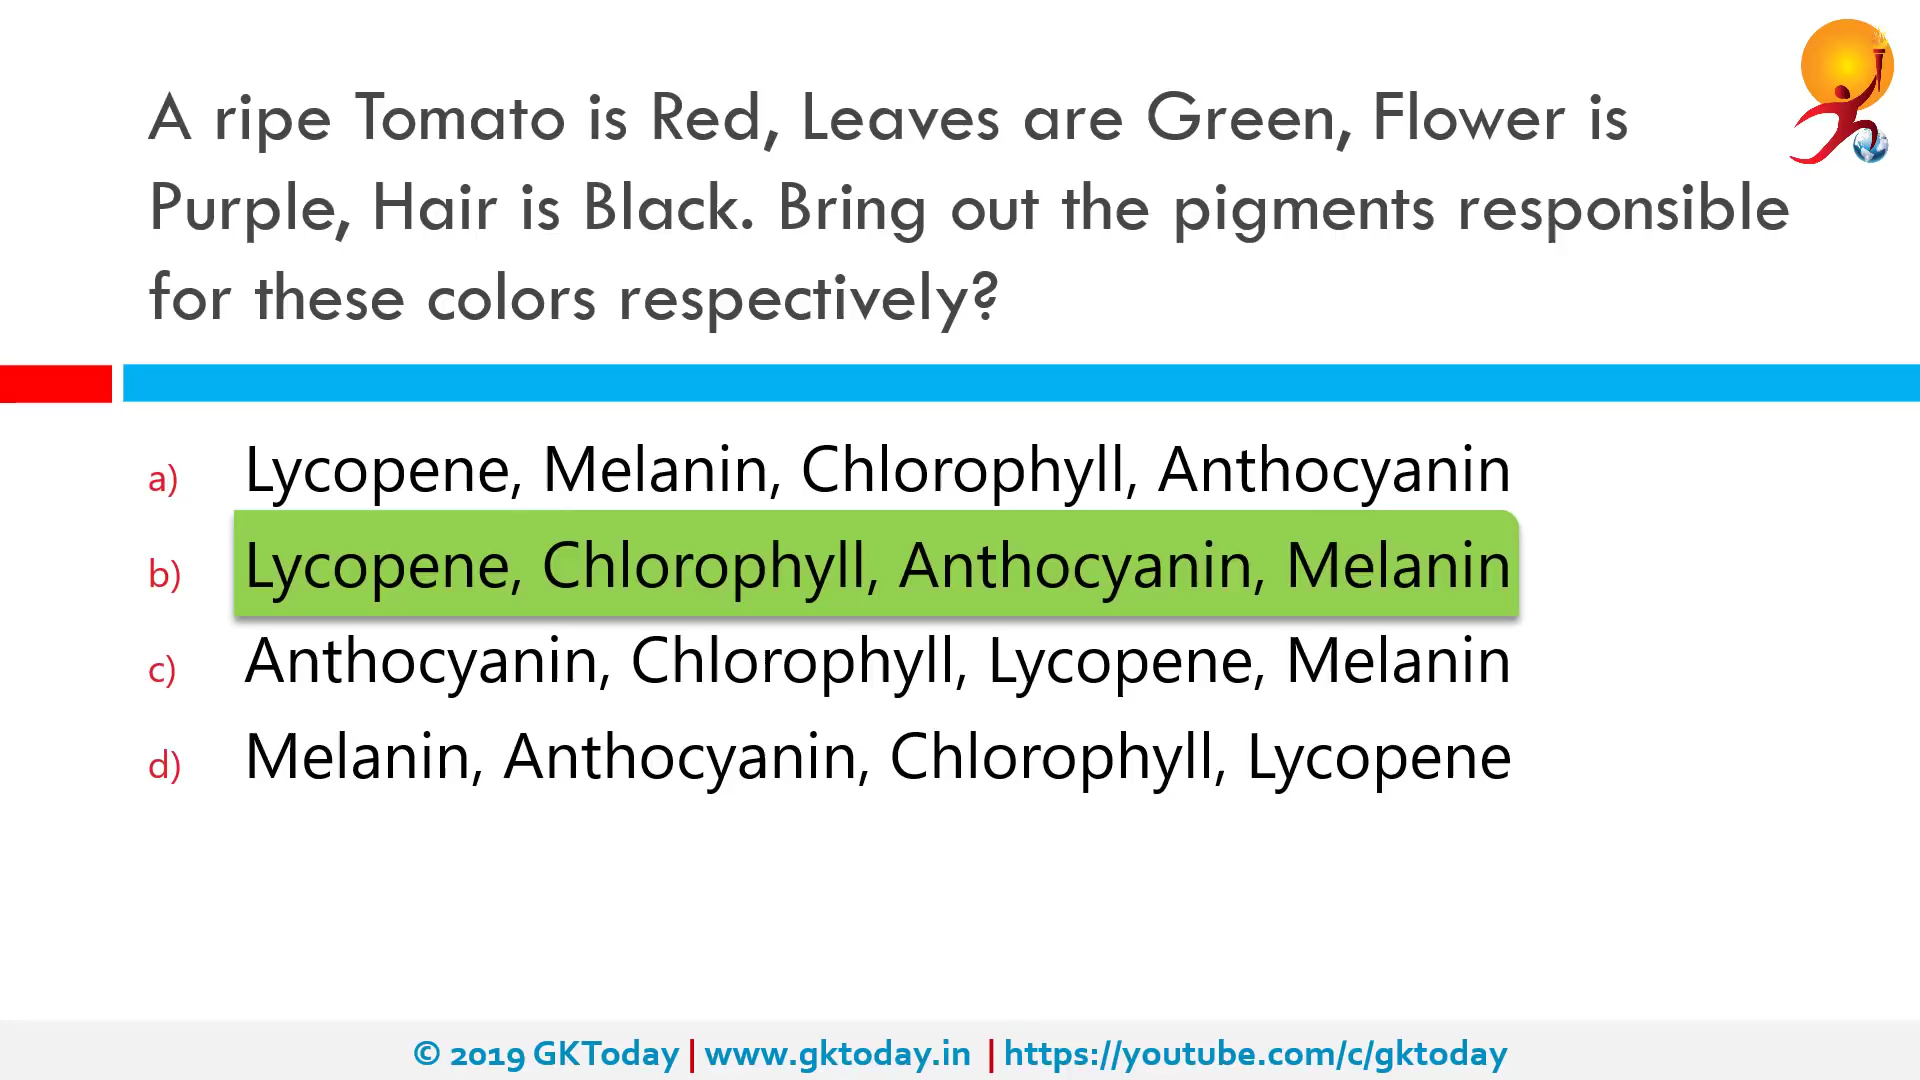 A ripe Tomato is Red, Leaves are Green, Flower is
Purple, Hair is Black. Bring out the pigments responsible
for these colors respectively?
a) Lycopene, Melanin, Chlorophyll, Anthocyanin
b) Lycopene, Chlorophyll, Anthocyanin, Melanin
c) Anthocyanin, Chlorophyll, Lycopene, Melanin
d) Melanin, Anthocyanin, Chlorophyll, Lycopene
© 2019 GKToday | www.gktoday.in | https://youtube.com/c/gktoday